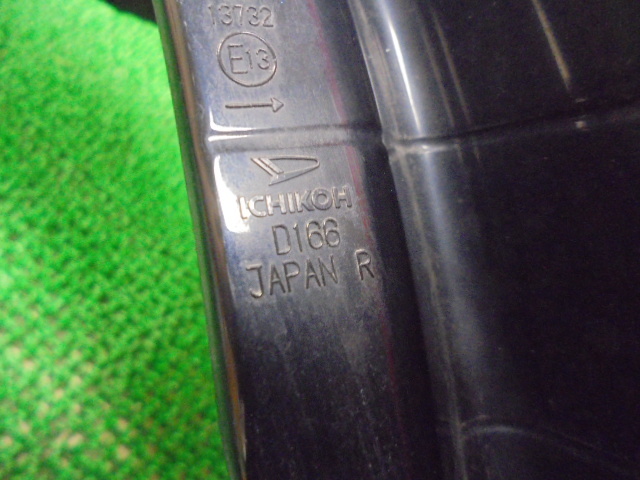 13732
E13
ICHIKOH
D166
JAPAN R